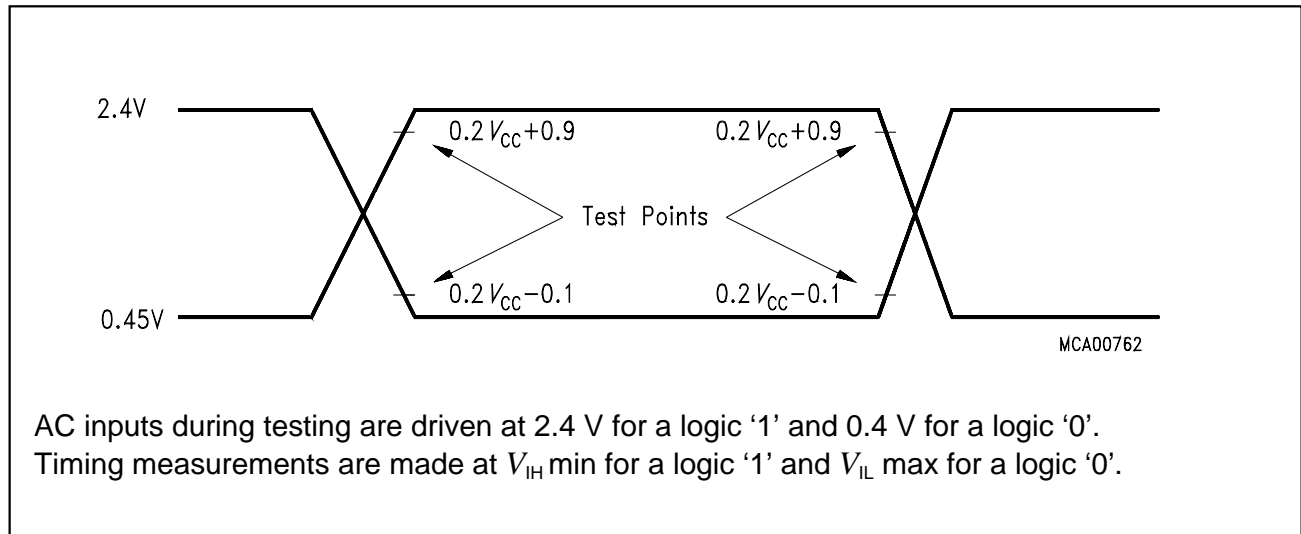 2.4V
0.2 VCC+0.9 0.2 VCC+0.9
Test Points
0.2 VCC−0.1 0.2 VCC−0.1
0.45V
MCA00762
AC inputs during testing are driven at 2.4 V for a logic ‘1’ and 0.4 V for a logic ‘0’.
Timing measurements are made at VIH min for a logic ‘1’ and VIL max for a logic ‘0’.